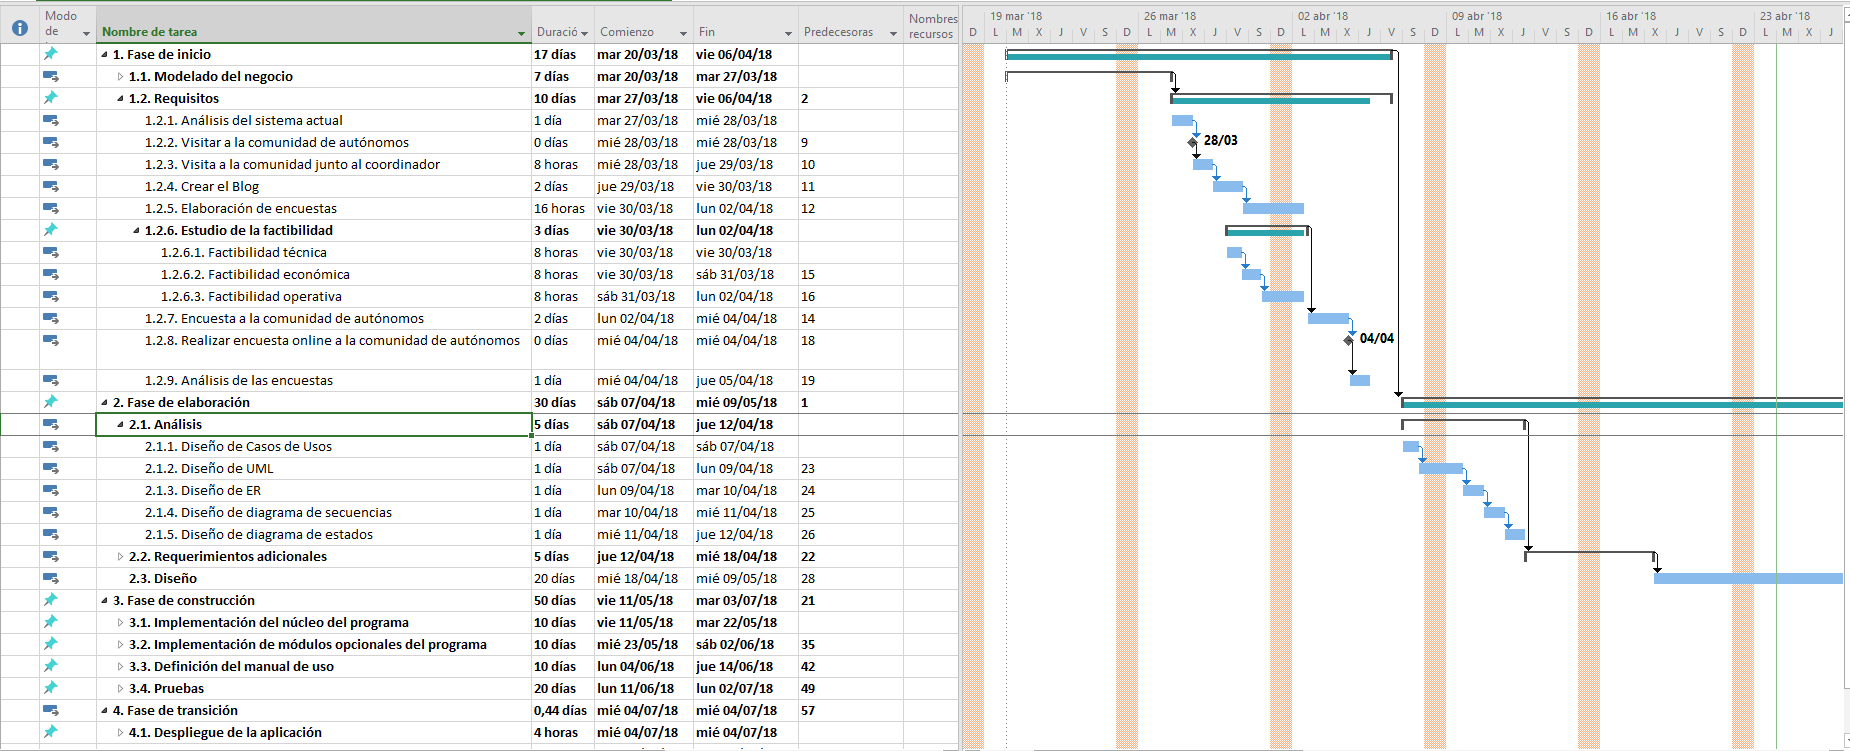 Modo de Nombre de tarea Duració Comienzo Fin Predecesoras Nombres recursos
19 mar '18 26 mar '18 02 abr '18 09 abr '18 16 abr '18 23 abr '18
D L M X J V S D L M X J V S D L M X J V S D L M X J V S D L M X J V S D L M X J
1. Fase de inicio 17 días mar 20/03/18 vie 06/04/18
1.1. Modelado del negocio 7 días mar 20/03/18 mar 27/03/18
1.2. Requisitos 10 días mar 27/03/18 vie 06/04/18 2
1.2.1. Análisis del sistema actual 1 día mar 27/03/18 mié 28/03/18
1.2.2. Visitar a la comunidad de autónomos 0 días mié 28/03/18 mié 28/03/18 9 28/03
1.2.3. Visita a la comunidad junto al coordinador 8 horas mié 28/03/18 jue 29/03/18 10
1.2.4. Crear el Blog 2 días jue 29/03/18 vie 30/03/18 11
1.2.5. Elaboración de encuestas 16 horas vie 30/03/18 lun 02/04/18 12
1.2.6. Estudio de la factibilidad 3 días vie 30/03/18 lun 02/04/18
1.2.6.1. Factibilidad técnica 8 horas vie 30/03/18 vie 30/03/18
1.2.6.2. Factibilidad económica 8 horas vie 30/03/18 sáb 31/03/18 15
1.2.6.3. Factibilidad operativa 8 horas sáb 31/03/18 lun 02/04/18 16
1.2.7. Encuesta a la comunidad de autónomos 2 días lun 02/04/18 mié 04/04/18 14
1.2.8. Realizar encuesta online a la comunidad de autónomos 0 días mié 04/04/18 mié 04/04/18 18 04/04
1.2.9. Análisis de las encuestas 1 día mié 04/04/18 jue 05/04/18 19
2. Fase de elaboración 30 días sáb 07/04/18 mié 09/05/18 1
2.1. Análisis 5 días sáb 07/04/18 jue 12/04/18
2.1.1. Diseño de Casos de Usos 1 día sáb 07/04/18 sáb 07/04/18
2.1.2. Diseño de UML 1 día sáb 07/04/18 lun 09/04/18 23
2.1.3. Diseño de ER 1 día lun 09/04/18 mar 10/04/18 24
2.1.4. Diseño de diagrama de secuencias 1 día mar 10/04/18 mié 11/04/18 25
2.1.5. Diseño de diagrama de estados 1 día mié 11/04/18 jue 12/04/18 26
2.2. Requerimientos adicionales 5 días jue 12/04/18 mié 18/04/18 22
2.3. Diseño 20 días mié 18/04/18 mié 09/05/18 28
3. Fase de construcción 50 días vie 11/05/18 mar 03/07/18 21
3.1. Implementación del núcleo del programa 10 días vie 11/05/18 mar 22/05/18
3.2. Implementación de módulos opcionales del programa 10 días mié 23/05/18 sáb 02/06/18 35
3.3. Definición del manual de uso 10 días lun 04/06/18 jue 14/06/18 42
3.4. Pruebas 20 días lun 11/06/18 lun 02/07/18 49
4. Fase de transición 0,44 días mié 04/07/18 mié 04/07/18 57
4.1. Despliegue de la aplicación 4 horas mié 04/07/18 mié 04/07/18